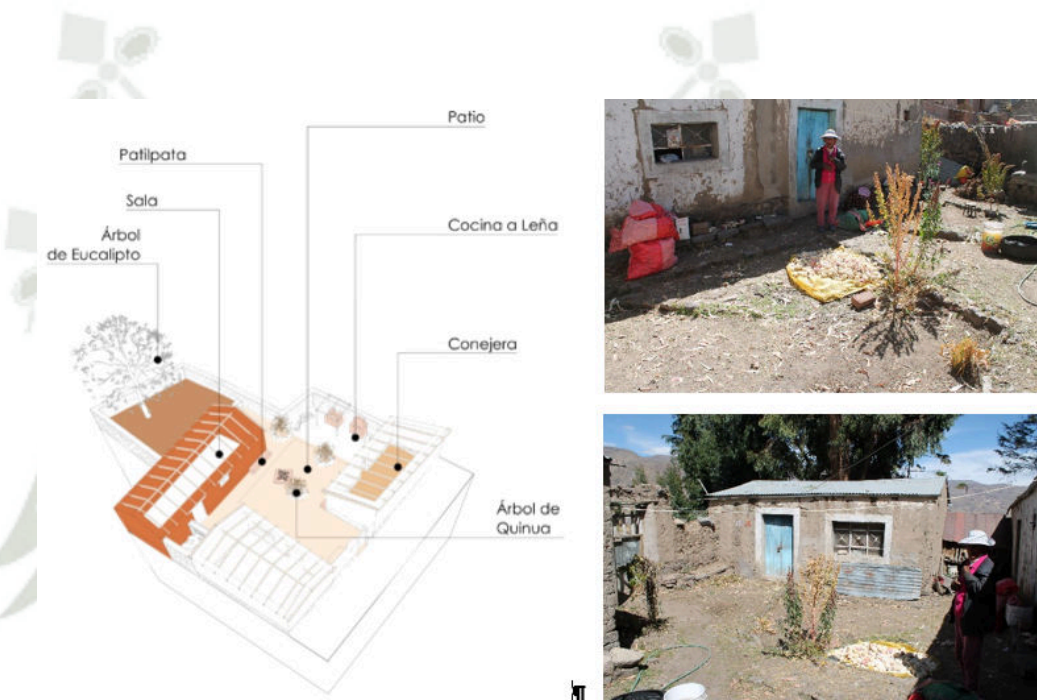 Patio
Patilpata
Sala
Árbol
de Eucalipto
Cocina a Leña
Conejera
Árbol de
Quinua
¶